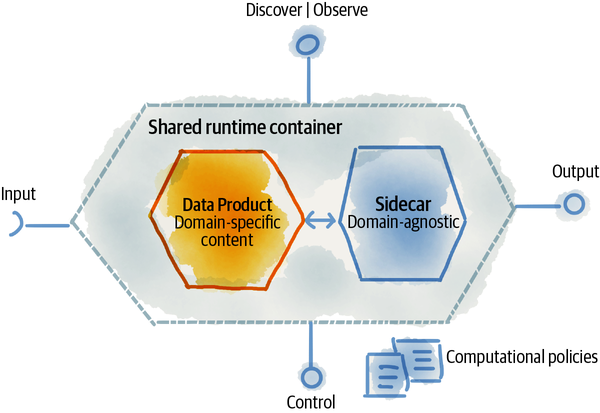 Discover | Observe
Shared runtime container
Input
Data Product
Domain-specific
content
Sidecar
Domain-agnostic
Output
Computational policies
Control